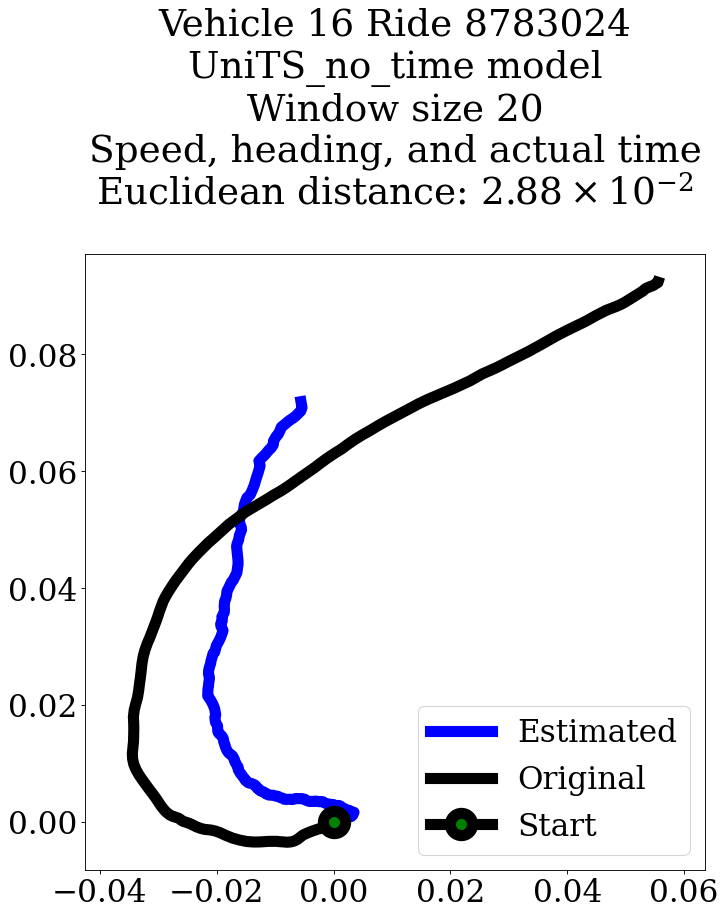 Vehicle 16 Ride 8783024
UniTS_no_time model
Window size 20
Speed, heading, and actual time
Euclidean distance: 2.88 × 10⁻²
0.08
0.06
0.04
0.02
0.00
−0.04 −0.02 0.00 0.02 0.04 0.06
Estimated
Original
Start